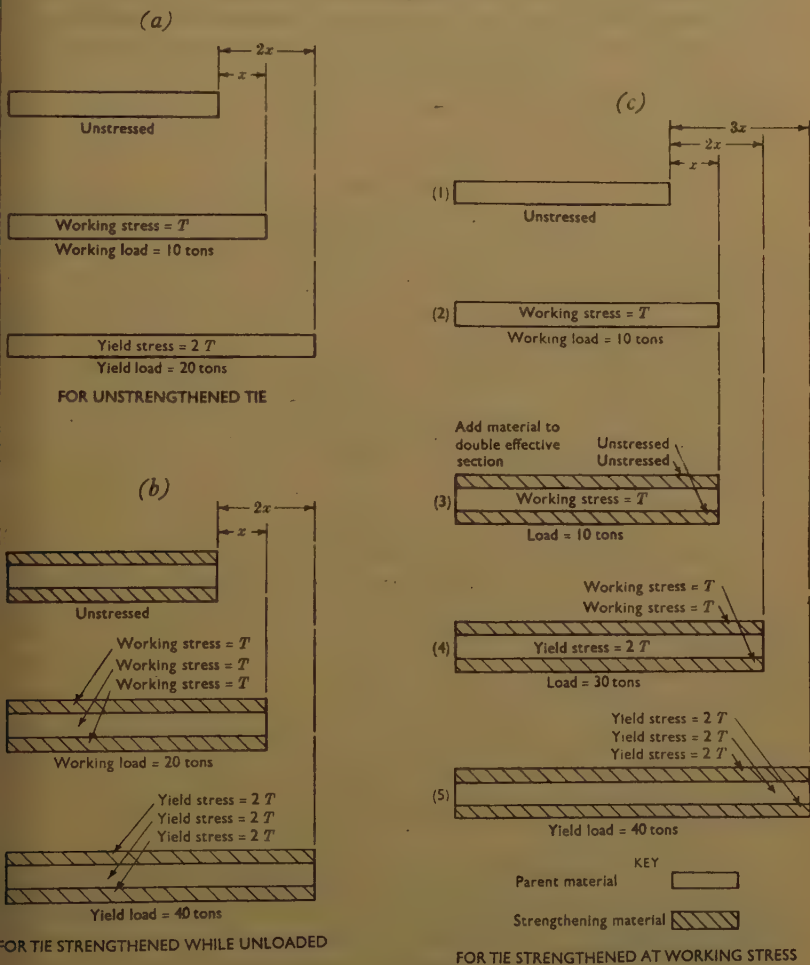 (a)
2x
x
Unstressed
Working stress = T
Working load = 10 tons
Yield stress = 2 T
Yield load = 20 tons
FOR UNSTRENGTHENED TIE
(b)
2x
x
Unstressed
Working stress = T
Working stress = T
Working stress = T
Working load = 20 tons
Yield stress = 2 T
Yield stress = 2 T
Yield stress = 2 T
Yield load = 40 tons
FOR TIE STRENGTHENED WHILE UNLOADED
(c)
3x
2x
x
(1)
Unstressed
(2) Working stress = T
Working load = 10 tons
Add material to
double effective
section
Unstressed
Unstressed
(3) Working stress = T
Load = 10 tons
Working stress = T
Working stress = T
(4) Yield stress = 2 T
Load = 30 tons
Yield stress = 2 T
Yield stress = 2 T
Yield stress = 2 T
(5)
Yield load = 40 tons
KEY
Parent material
Strengthening material
FOR TIE STRENGTHENED AT WORKING STRESS